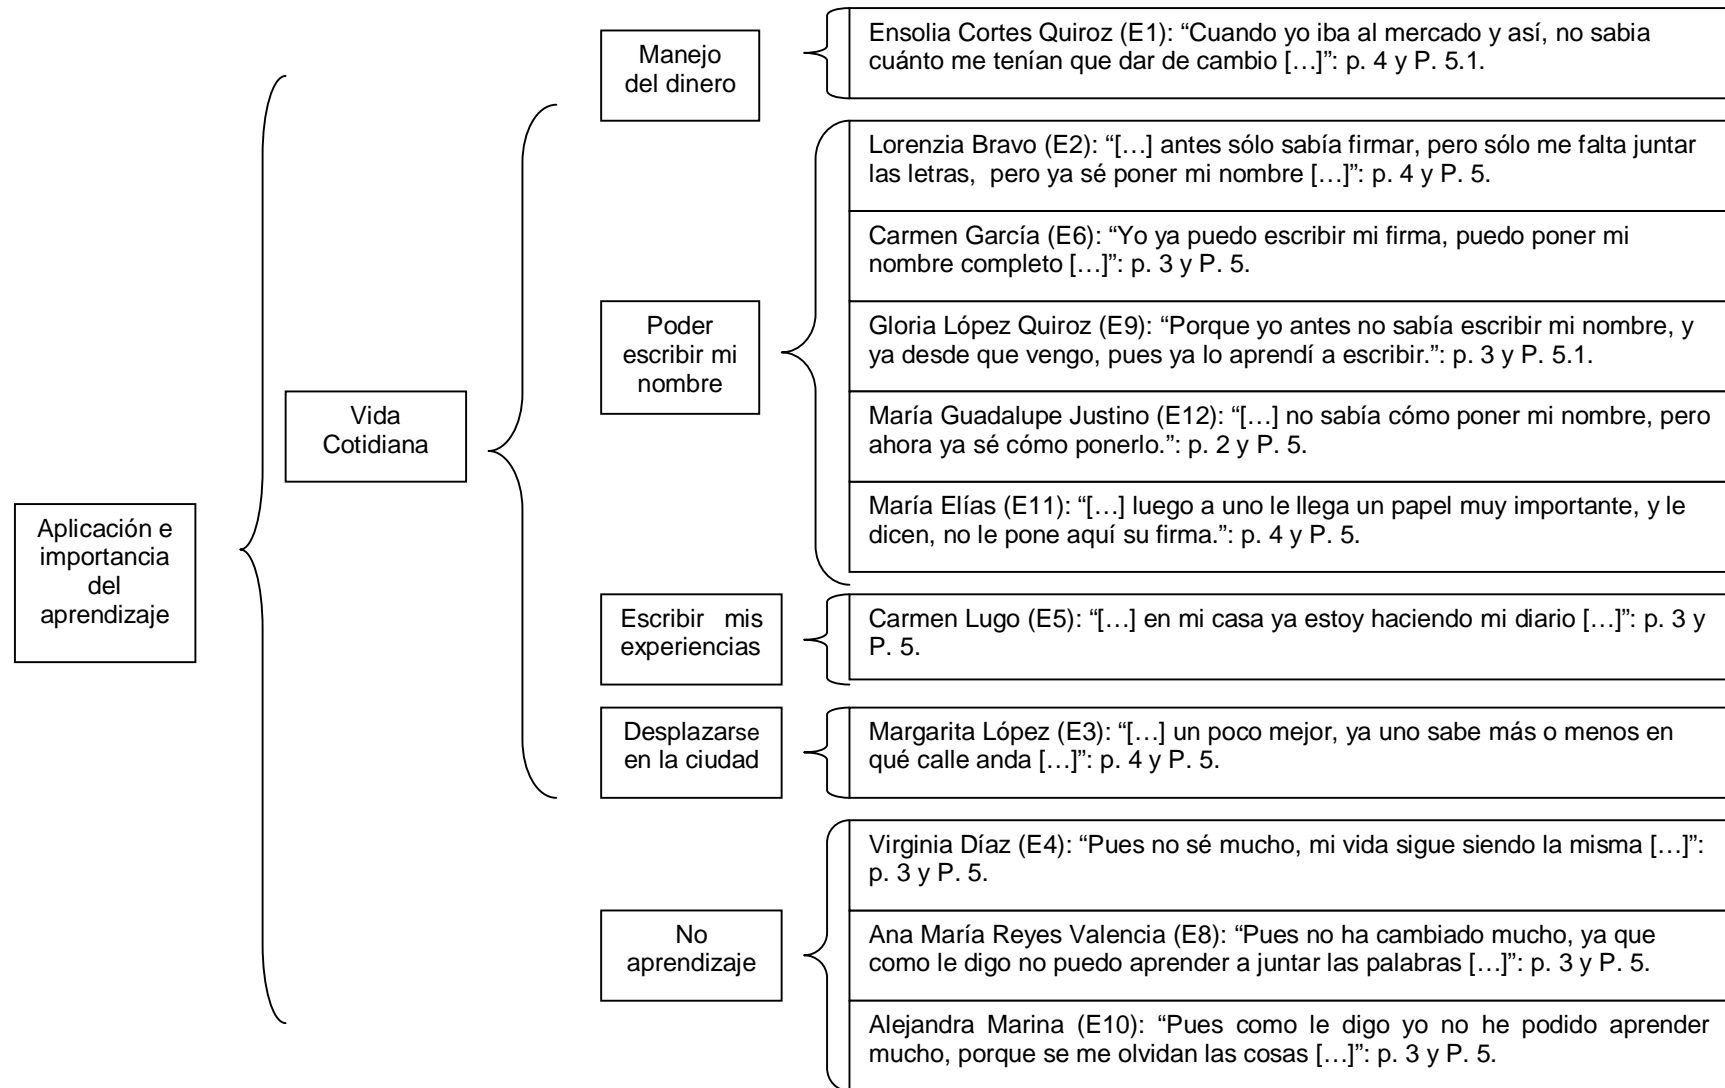 Aplicación e
importancia
del
aprendizaje
Vida
Cotidiana
Manejo
del dinero
Ensolia Cortes Quiroz (E1): “Cuando yo iba al mercado y así, no sabia
cuánto me tenían que dar de cambio […]”: p. 4 y P. 5.1.
Poder
escribir mi
nombre
Lorenzia Bravo (E2): “[…] antes sólo sabía firmar, pero sólo me falta juntar
las letras, pero ya sé poner mi nombre […]”: p. 4 y P. 5.
Carmen García (E6): “Yo ya puedo escribir mi firma, puedo poner mi
nombre completo […]”: p. 3 y P. 5.
Gloria López Quiroz (E9): “Porque yo antes no sabía escribir mi nombre, y
ya desde que vengo, pues ya lo aprendí a escribir.”: p. 3 y P. 5.1.
María Guadalupe Justino (E12): “[…] no sabía cómo poner mi nombre, pero
ahora ya sé cómo ponerlo.”: p. 2 y P. 5.
María Elías (E11): “[…] luego a uno le llega un papel muy importante, y le
dicen, no le pone aquí su firma.”: p. 4 y P. 5.
Escribir mis
experiencias
Carmen Lugo (E5): “[…] en mi casa ya estoy haciendo mi diario […]”: p. 3 y
P. 5.
Desplazarse
en la ciudad
Margarita López (E3): “[…] un poco mejor, ya uno sabe más o menos en
qué calle anda […]”: p. 4 y P. 5.
No
aprendizaje
Virginia Díaz (E4): “Pues no sé mucho, mi vida sigue siendo la misma […]”:
p. 3 y P. 5.
Ana María Reyes Valencia (E8): “Pues no ha cambiado mucho, ya que
como le digo no puedo aprender a juntar las palabras […]”: p. 3 y P. 5.
Alejandra Marina (E10): “Pues como le digo yo no he podido aprender
mucho, porque se me olvidan las cosas […]”: p. 3 y P. 5.